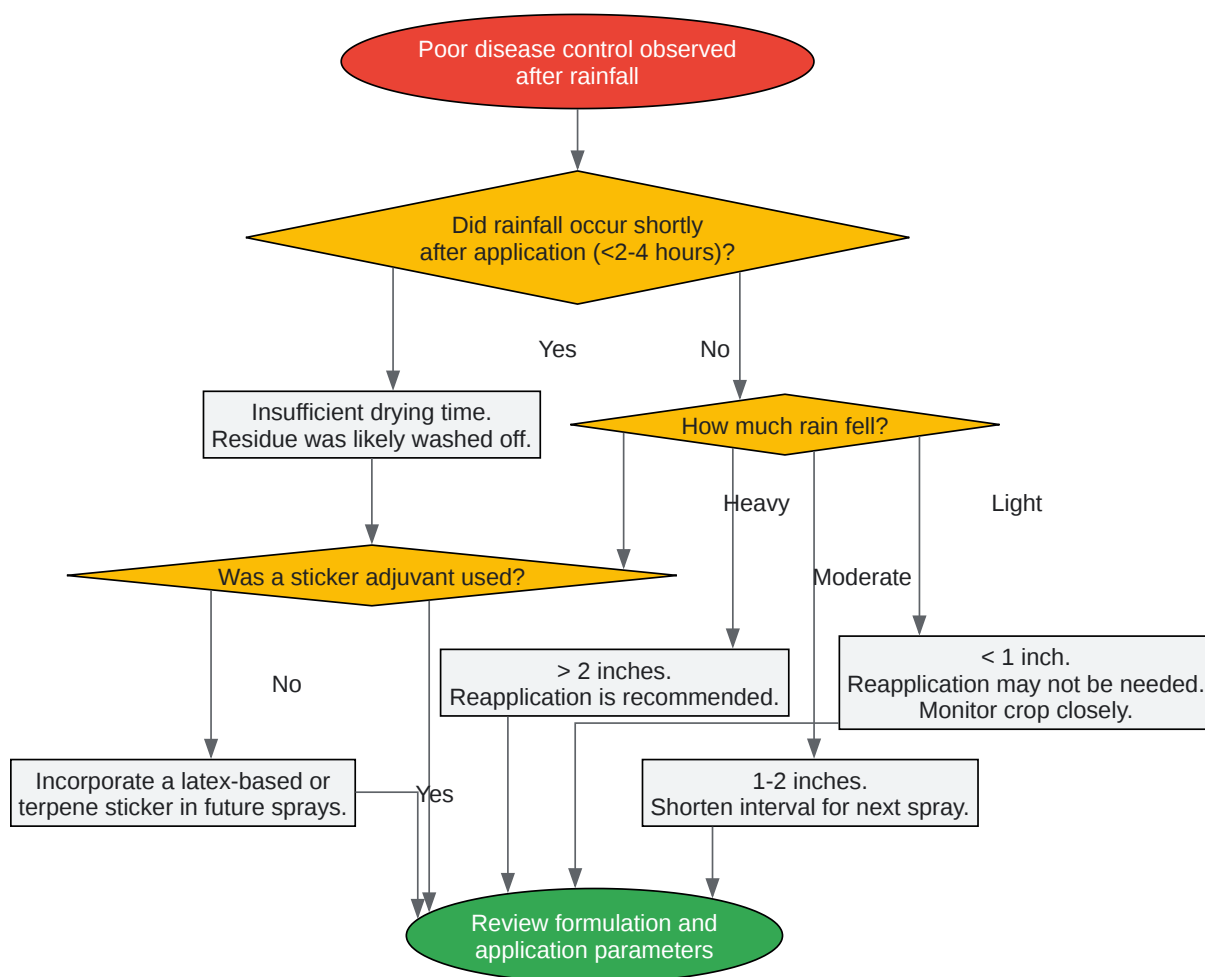 Poor disease control observed
after rainfall
Did rainfall occur shortly
after application (<2-4 hours)?
Yes
No
Insufficient drying time.
Residue was likely washed off.
How much rain fell?
Heavy
Light
Was a sticker adjuvant used?
Moderate
No
> 2 inches.
Reapplication is recommended.
< 1 inch.
Reapplication may not be needed.
Monitor crop closely.
Incorporate a latex-based or
terpene sticker in future sprays.
Yes
1-2 inches.
Shorten interval for next spray.
Review formulation and
application parameters